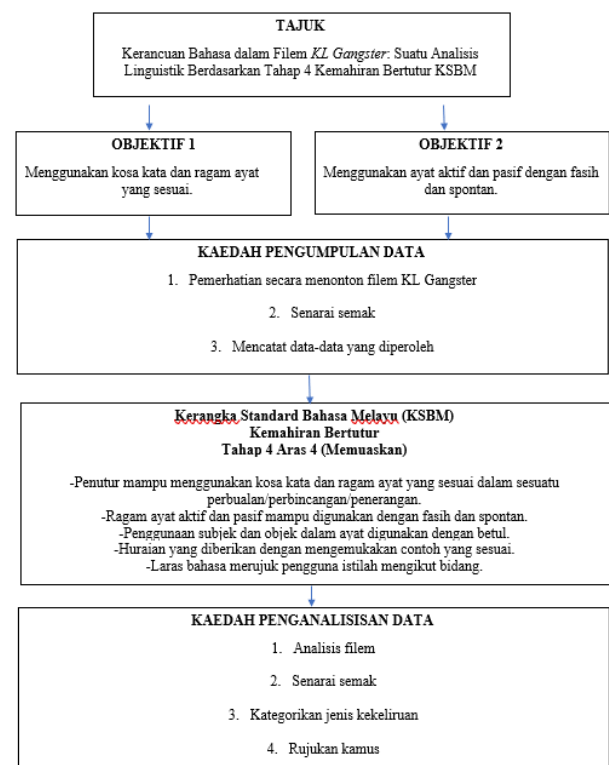 TAJUK
Kerancuan Bahasa dalam Filem KL Gangster: Suatu Analisis
Linguistik Berdasarkan Tahap 4 Kemahiran Bertutur KSBM
OBJEKTIF 1
Menggunakan kosa kata dan ragam ayat
yang sesuai.
OBJEKTIF 2
Menggunakan ayat aktif dan pasif dengan fasih
dan spontan.
KAEDAH PENGUMPULAN DATA
1. Pemerhatian secara menonton filem KL Gangster
2. Senarai semak
3. Mencatat data-data yang diperoleh
Kerangka Standard Bahasa Melayu (KSBM)
Kemahiran Bertutur
Tahap 4 Aras 4 (Memuaskan)
-Penutur mampu menggunakan kosa kata dan ragam ayat yang sesuai dalam sesuatu
perbualan/perbincangan/penerangan.
-Ragam ayat aktif dan pasif mampu digunakan dengan fasih dan spontan.
-Penggunaan subjek dan objek dalam ayat digunakan dengan betul.
-Huraian yang diberikan dengan mengemukakan contoh yang sesuai.
-Laras bahasa merujuk pengguna istilah mengikut bidang.
KAEDAH PENGANALISISAN DATA
1. Analisis filem
2. Senarai semak
3. Kategorikan jenis kekeliruan
4. Rujukan kamus